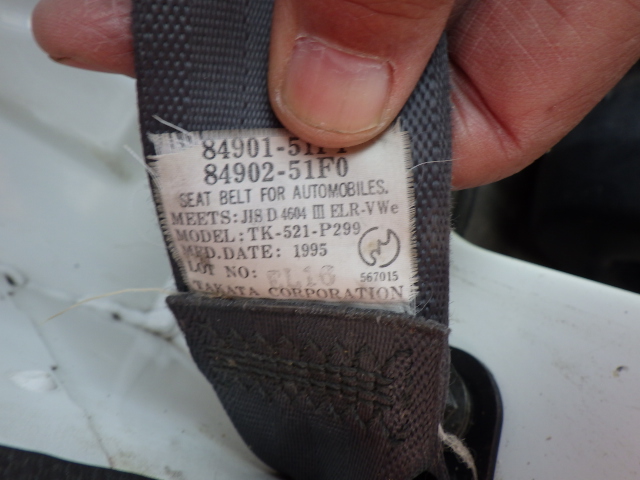 84902-51F0
SEAT BELT FOR AUTOMOBILES.
MEETS: JIS D 4604 III ELR-VWe
MODEL: TK-521-P299
MFD.DATE: 1995
LOT NO: PL16
567015
TAKATA CORPORATION